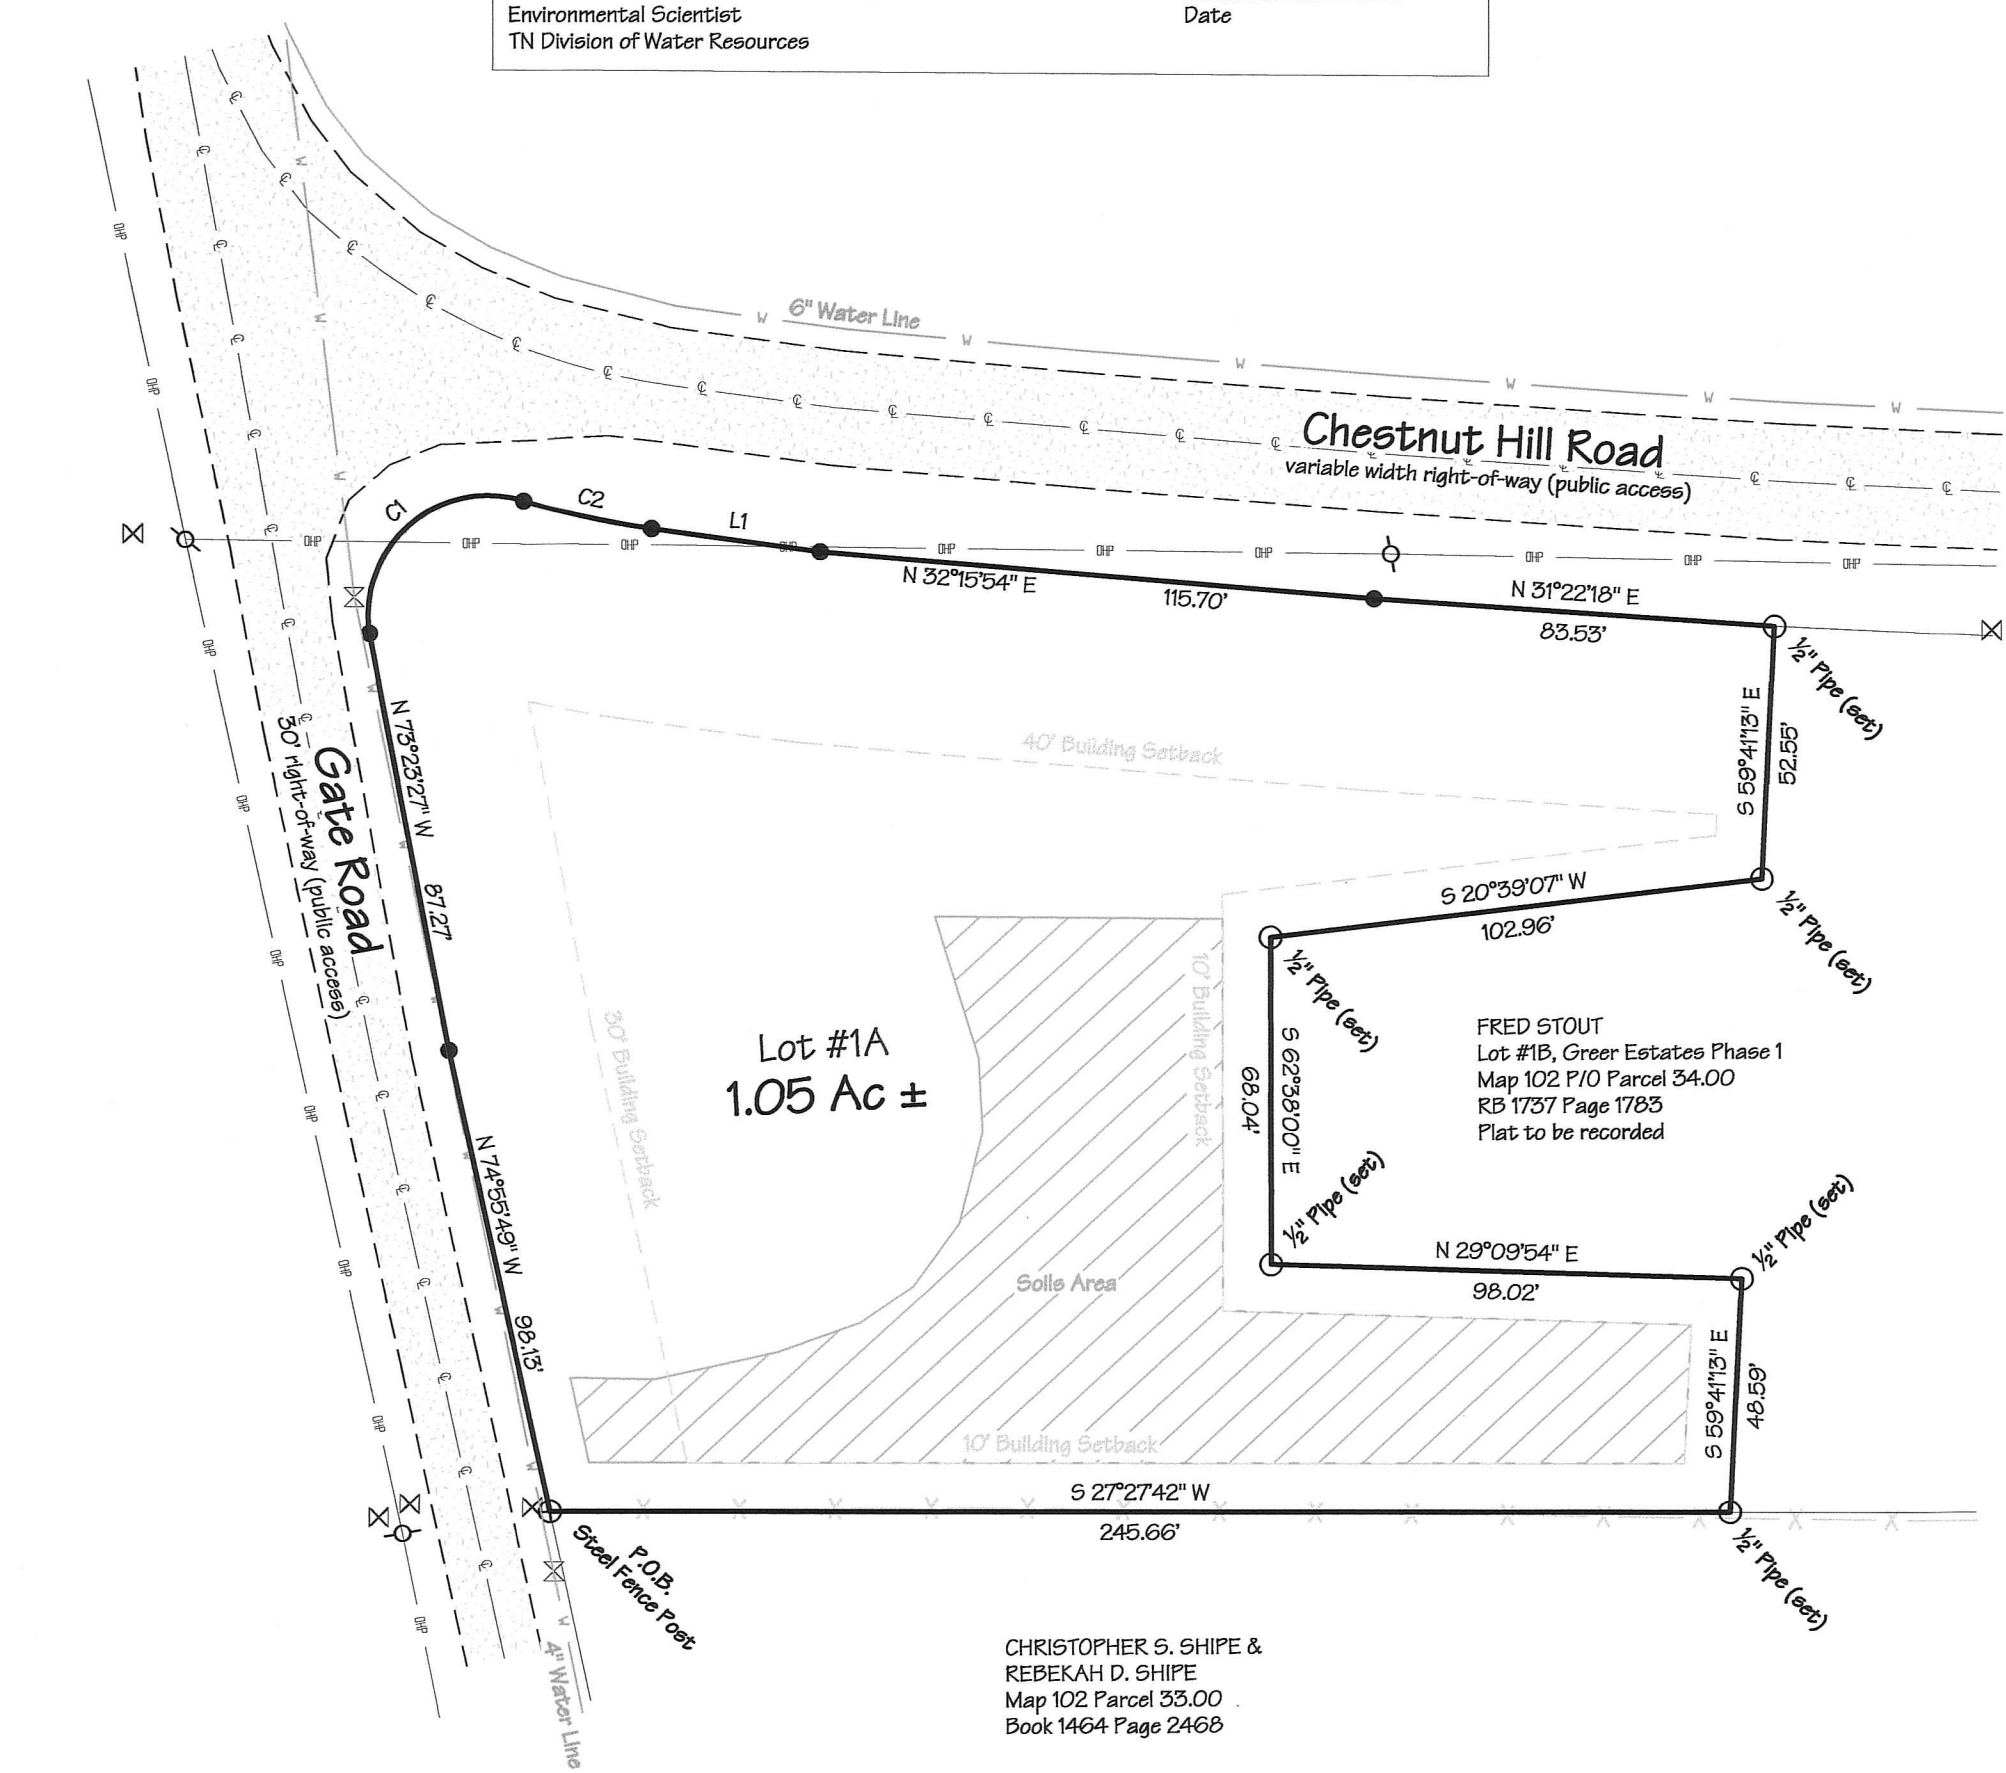 Environmental Scientist
Date
TN Division of Water Resources
6" Water Line
Chestnut Hill Road
variable width right-of-way (public access)
C1
C2
L1
N 32°15'54" E
115.70'
N 31°22'18" E
83.53'
1/2" Pipe (set)
S 59°41'13" E
52.55'
40' Building Setback
N 73°23'27" W
87.27'
Gate Road
30' right-of-way (public access)
S 20°39'07" W
102.96'
1/2" Pipe (set)
1/2" Pipe (set)
10' Building Setback
S 62°38'00" E
68.04'
30' Building Setback
Lot #1A
1.05 Ac ±
FRED STOUT
Lot #1B, Greer Estates Phase 1
Map 102 P/O Parcel 34.00
RB 1737 Page 1783
Plat to be recorded
N 74°55'49" W
98.13'
1/2" Pipe (set)
1/2" Pipe (set)
N 29°09'54" E
98.02'
Soils Area
S 59°41'13" E
48.59'
10' Building Setback
S 27°27'42" W
245.66'
P.O.B.
Steel Fence Post
1/2" Pipe (set)
4" Water Line
CHRISTOPHER S. SHIPE &
REBEKAH D. SHIPE
Map 102 Parcel 33.00
Book 1464 Page 2468